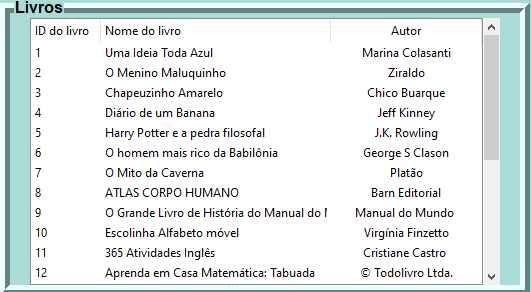 Livros
ID do livro Nome do livro Autor
1 Uma Ideia Toda Azul Marina Colasanti
2 O Menino Maluquinho Ziraldo
3 Chapeuzinho Amarelo Chico Buarque
4 Diário de um Banana Jeff Kinney
5 Harry Potter e a pedra filosofal J.K. Rowling
6 O homem mais rico da Babilônia George S Clason
7 O Mito da Caverna Platão
8 ATLAS CORPO HUMANO Barn Editorial
9 O Grande Livro de História do Manual do Manual do Mundo
10 Escolinha Alfabeto móvel Virgínia Finzetto
11 365 Atividades Inglês Cristiane Castro
12 Aprenda em Casa Matemática: Tabuada © Todolivro Ltda.